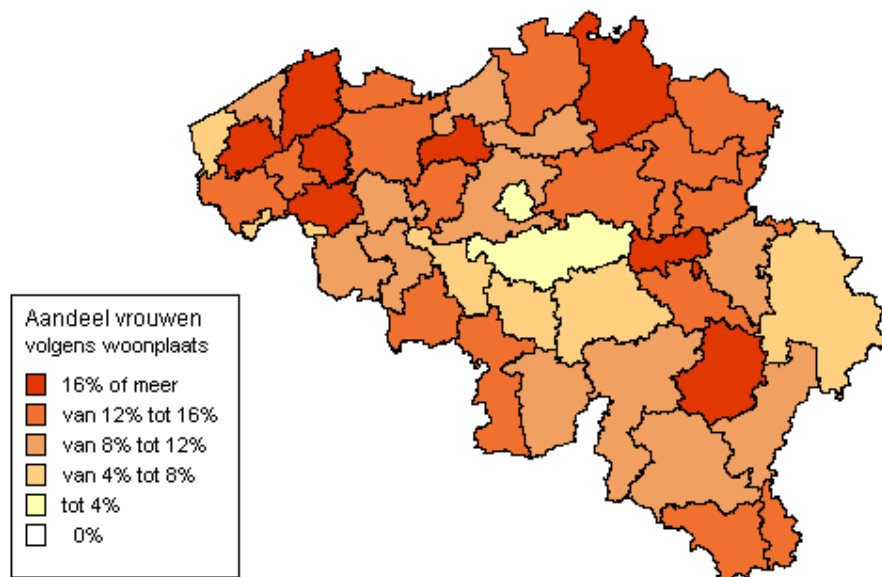 Aandeel vrouwen
volgens woonplaats
16% of meer
van 12% tot 16%
van 8% tot 12%
van 4% tot 8%
tot 4%
0%